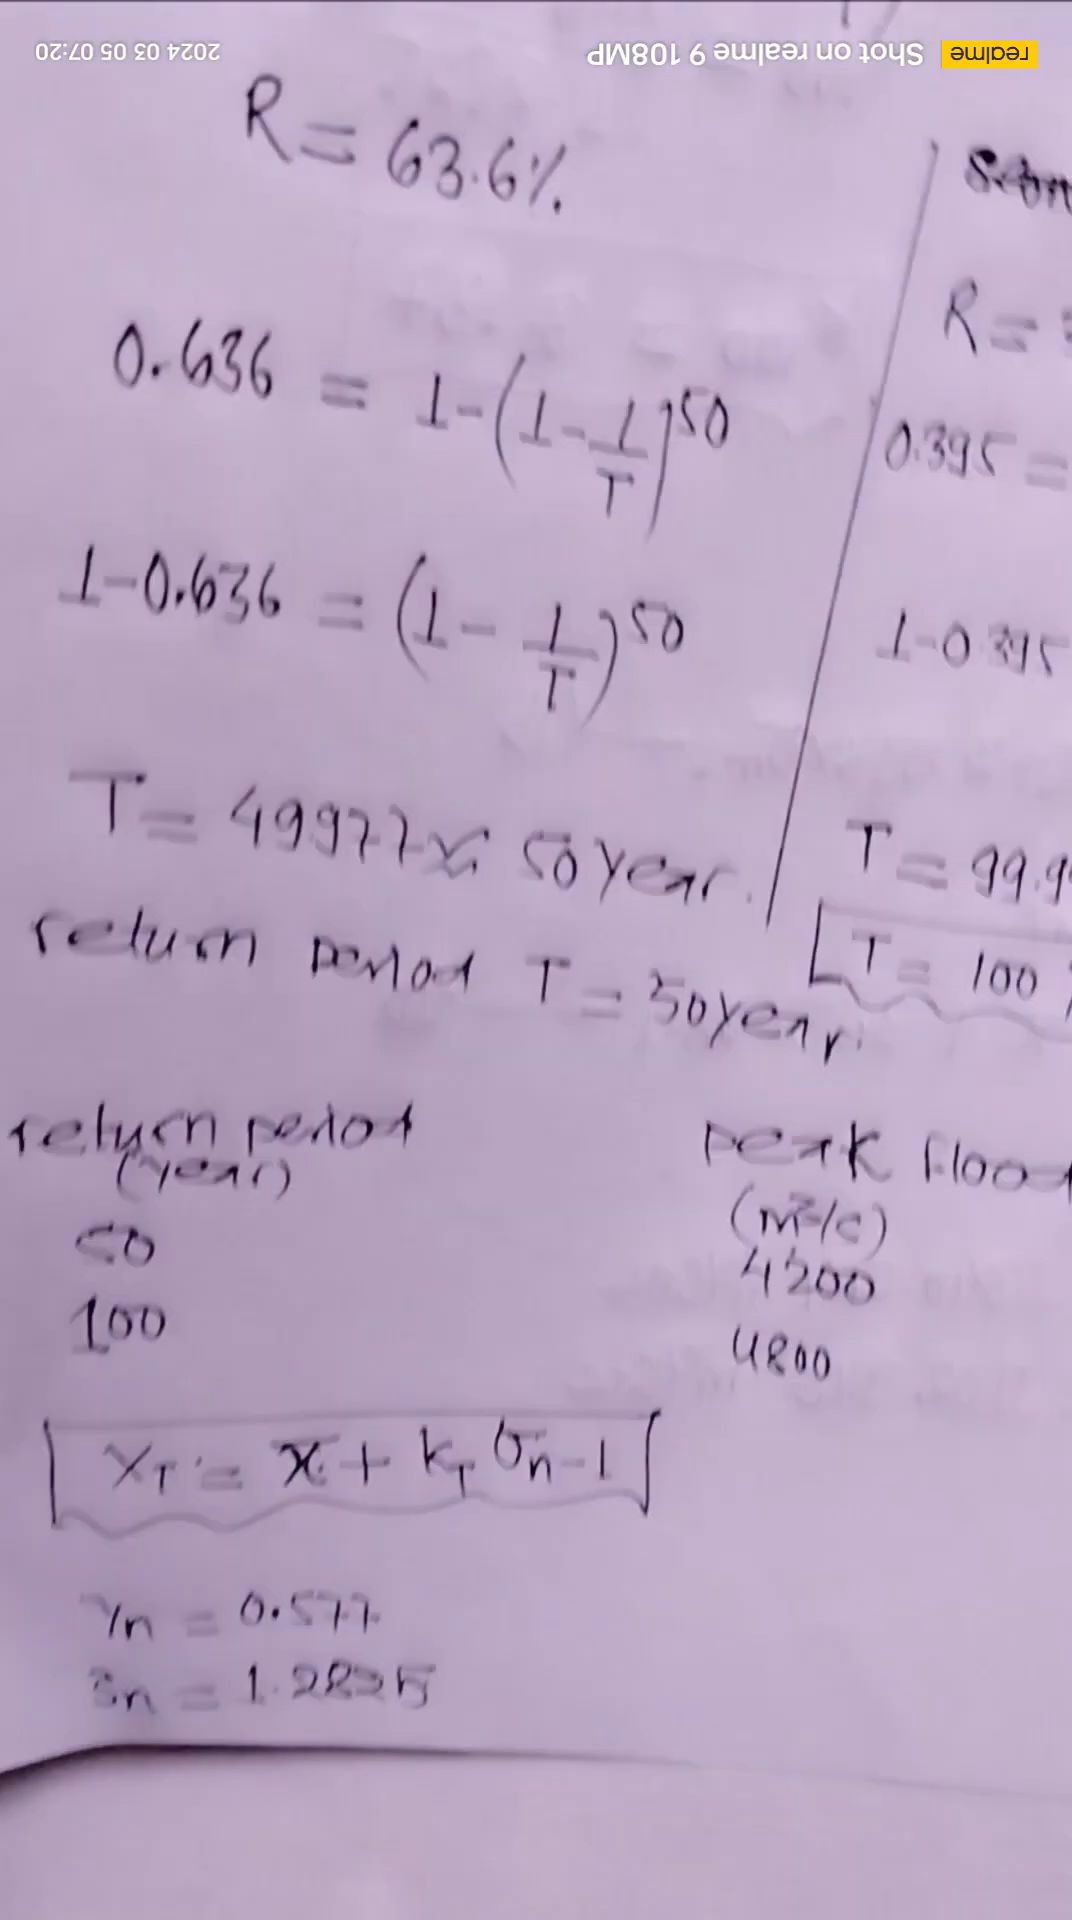 2024 03 05 07:20
Shot on realme 9 108MP realme
R = 63.6%
0.636 = 1-(1-1/T)^50
1-0.636 = (1-1/T)^50
T = 49977 50 year.
return period T = 50 year.
R =
0.395 =
1-0.395
T = 99.9
T = 100
return period peak flood
(year) (m³/s)
50 4200
100 4800
x_T = x̄ + k_T σ_n-1
Yn = 0.577
Sn = 1.2825